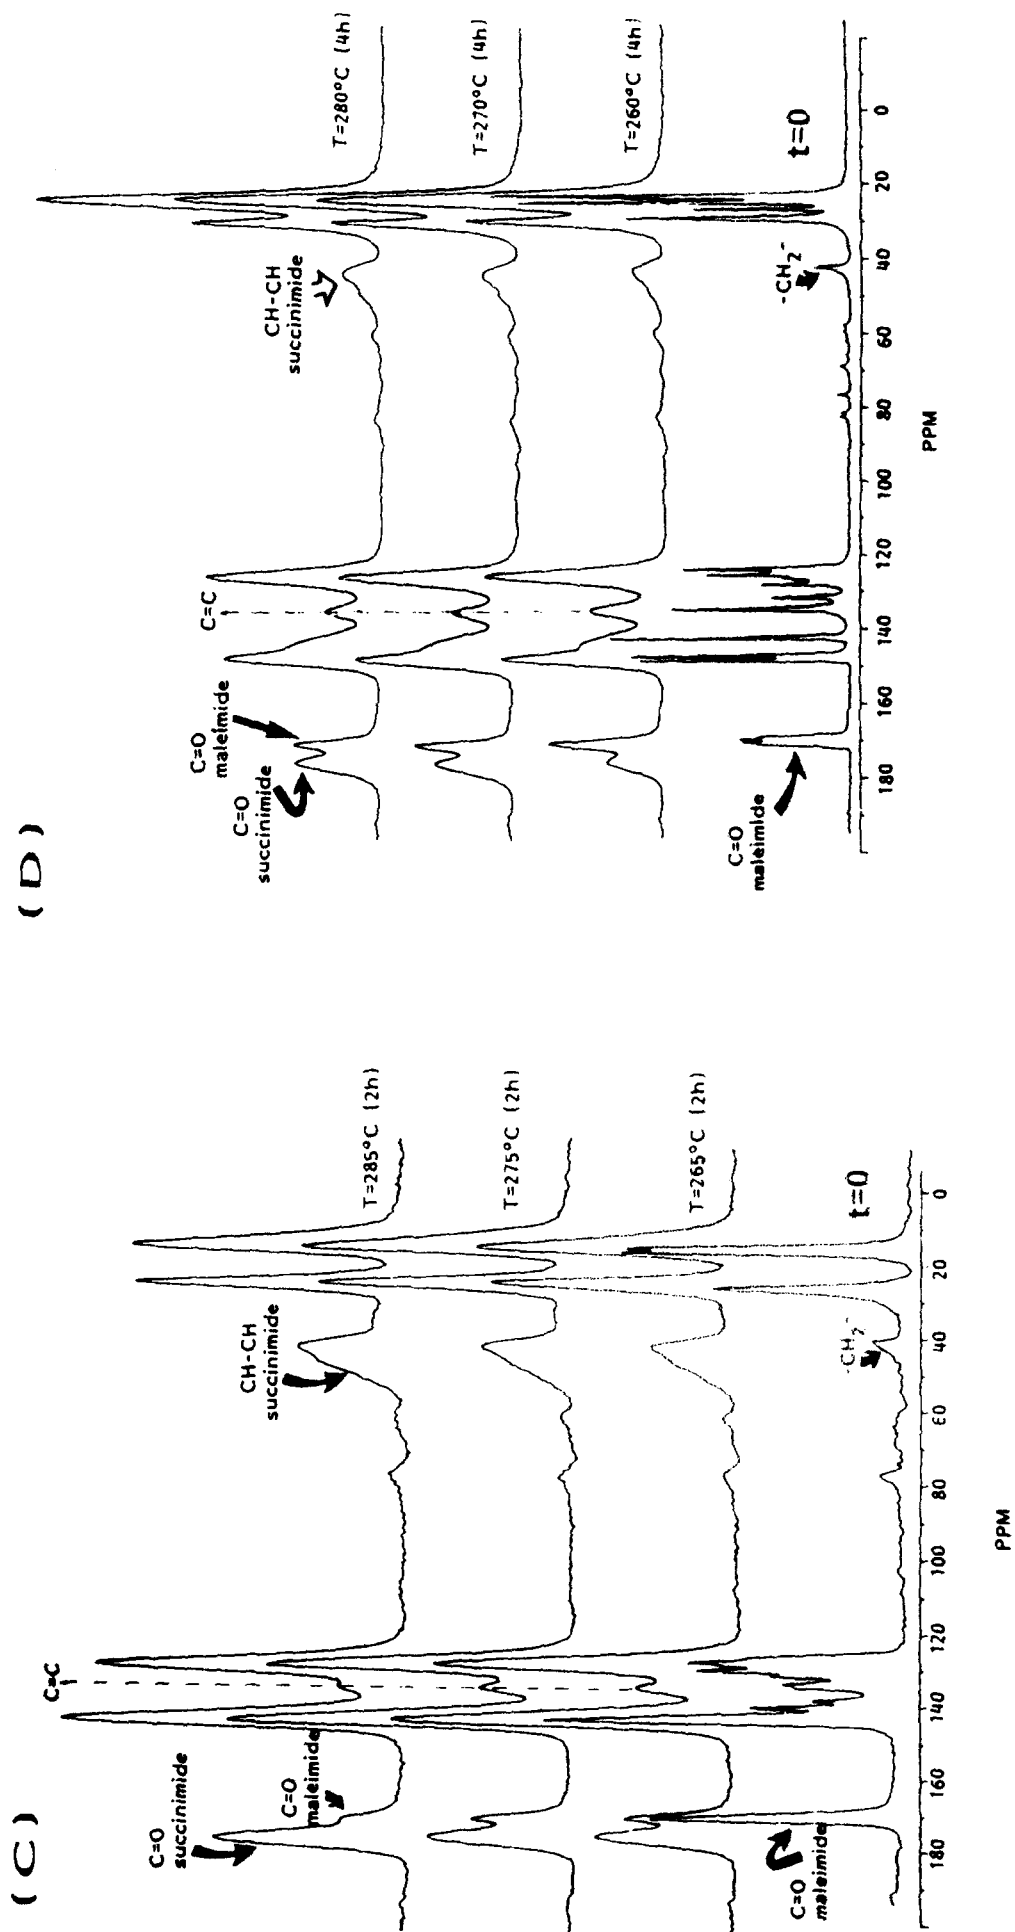 (C)
C=O
succinimide
C=O
maleimide
C=C
CH-CH
succinimide
T=285°C (2h)
T=275°C (2h)
T=265°C (2h)
t=0
C=O
maleimide
-CH2-
180 160 140 120 100 80 60 40 20 0
PPM
(D)
C=O
succinimide
C=O
maleimide
C=C
CH-CH
succinimide
T=280°C (4h)
T=270°C (4h)
T=260°C (4h)
t=0
C=O
maleimide
-CH2-
180 160 140 120 100 80 60 40 20 0
PPM